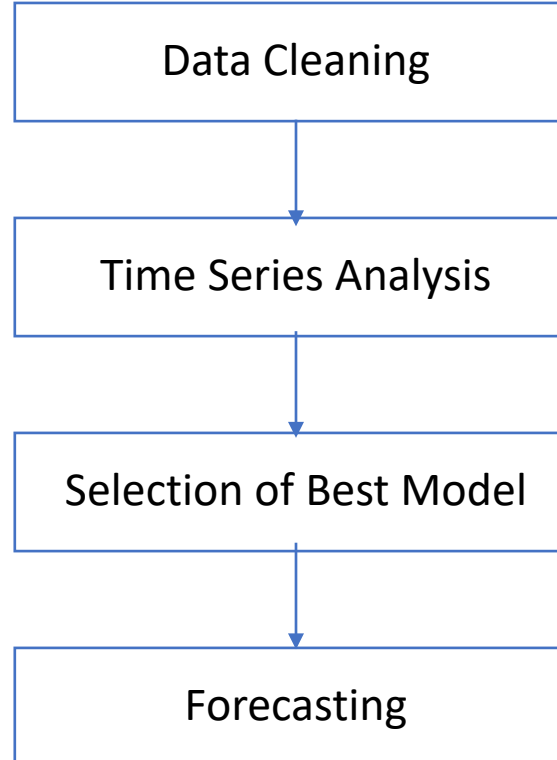 Data Cleaning
Time Series Analysis
Selection of Best Model
Forecasting